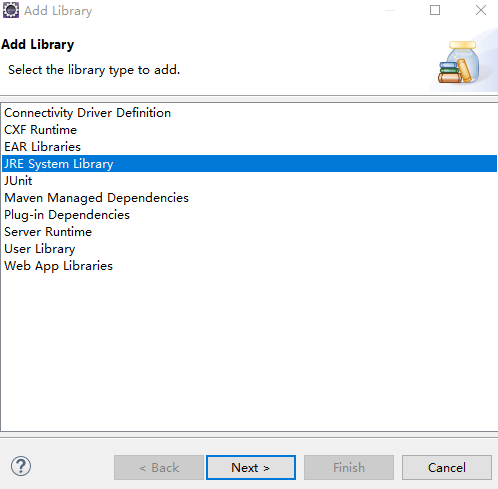 Add Library
Add Library
Select the library type to add.
Connectivity Driver Definition
CXF Runtime
EAR Libraries
JRE System Library
JUnit
Maven Managed Dependencies
Plug-in Dependencies
Server Runtime
User Library
Web App Libraries
?
< Back
Next >
Finish
Cancel